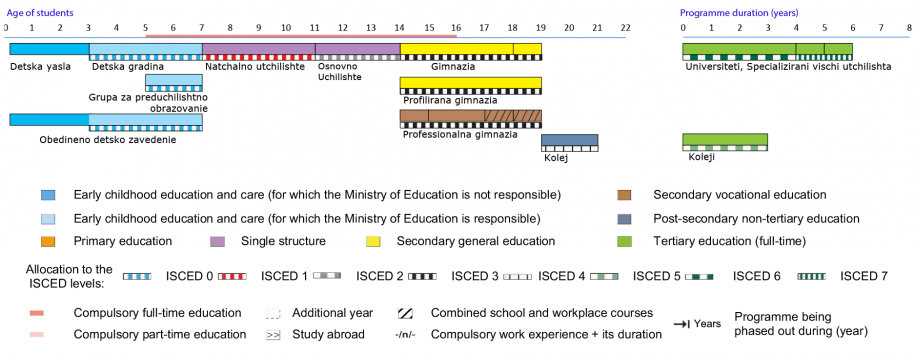 Age of students
Programme duration (years)
0 1 2 3 4 5 6 7 8 9 10 11 12 13 14 15 16 17 18 19 20 21 22
0 1 2 3 4 5 6 7 8
Detska yasla
Detska gradina
Natchalno utchilishte
Osnovno
Uchilishte
Gimnazia
Universiteti, Specializirani vischi utchilishta
Grupa za preduchilishtno
obrazovanie
Profilirana gimnazia
Obedineno detsko zavedenie
Professionalna gimnazia
Kolej
Koleji
Early childhood education and care (for which the Ministry of Education is not responsible)
Secondary vocational education
Early childhood education and care (for which the Ministry of Education is responsible)
Post-secondary non-tertiary education
Primary education
Single structure
Secondary general education
Tertiary education (full-time)
Allocation to the
ISCED levels:
ISCED 0
ISCED 1
ISCED 2
ISCED 3
ISCED 4
ISCED 5
ISCED 6
ISCED 7
Compulsory full-time education
Additional year
Combined school and workplace courses
Compulsory part-time education
>> Study abroad
-/n/- Compulsory work experience + its duration
Years
Programme being
phased out during (year)